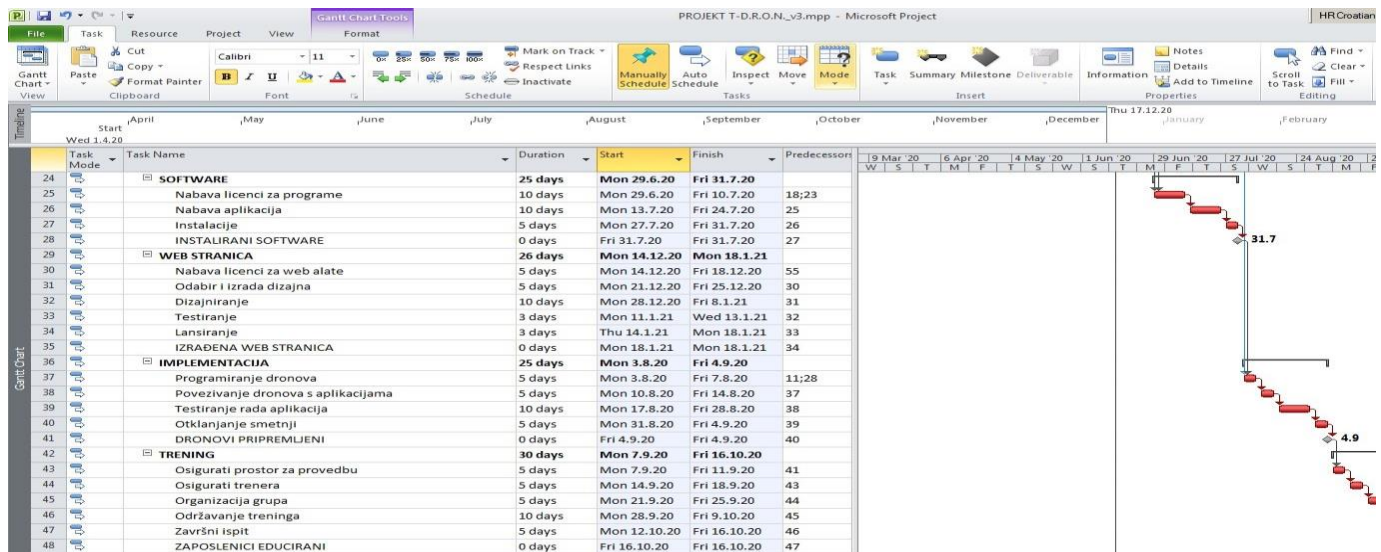 PROJEKT T-D.R.O.N._v3.mpp - Microsoft Project
Gantt Chart Tools
HR Croatian
File Task Resource Project View Format
Gantt Chart
View
Paste
Cut
Copy
Format Painter
Clipboard
Calibri 11
B I U A
Font
0% 25% 50% 75% 100%
Mark on Track
Respect Links
Inactivate
Schedule
Manually Schedule
Auto Schedule
Inspect
Move
Mode
Tasks
Task
Summary
Milestone
Deliverable
Insert
Information
Notes
Details
Add to Timeline
Properties
Scroll to Task
Find
Clear
Fill
Editing
Timeline
Start
Wed 1.4.20
April May June July August September October November December January February
Thu 17.12.20
Gantt Chart
Task Mode Task Name Duration Start Finish Predecessors
9 Mar '20 6 Apr '20 4 May '20 1 Jun '20 29 Jun '20 27 Jul '20 24 Aug '20 2
W S T M F T S W S T M F T S W S T M F
24 SOFTWARE 25 days Mon 29.6.20 Fri 31.7.20
25 Nabava licenci za programe 10 days Mon 29.6.20 Fri 10.7.20 18;23
26 Nabava aplikacija 10 days Mon 13.7.20 Fri 24.7.20 25
27 Instalacije 5 days Mon 27.7.20 Fri 31.7.20 26
28 INSTALIRANI SOFTWARE 0 days Fri 31.7.20 Fri 31.7.20 27
31.7
29 WEB STRANICA 26 days Mon 14.12.20 Mon 18.1.21
30 Nabava licenci za web alate 5 days Mon 14.12.20 Fri 18.12.20 55
31 Odabir i izrada dizajna 5 days Mon 21.12.20 Fri 25.12.20 30
32 Dizajniranje 10 days Mon 28.12.20 Fri 8.1.21 31
33 Testiranje 3 days Mon 11.1.21 Wed 13.1.21 32
34 Lansiranje 3 days Thu 14.1.21 Mon 18.1.21 33
35 IZRAĐENA WEB STRANICA 0 days Mon 18.1.21 Mon 18.1.21 34
36 IMPLEMENTACIJA 25 days Mon 3.8.20 Fri 4.9.20
37 Programiranje dronova 5 days Mon 3.8.20 Fri 7.8.20 11;28
38 Povezivanje dronova s aplikacijama 5 days Mon 10.8.20 Fri 14.8.20 37
39 Testiranje rada aplikacija 10 days Mon 17.8.20 Fri 28.8.20 38
40 Otklanjanje smetnji 5 days Mon 31.8.20 Fri 4.9.20 39
41 DRONOVI PRIPREMLJENI 0 days Fri 4.9.20 Fri 4.9.20 40
4.9
42 TRENING 30 days Mon 7.9.20 Fri 16.10.20
43 Osigurati prostor za provedbu 5 days Mon 7.9.20 Fri 11.9.20 41
44 Osigurati trenera 5 days Mon 14.9.20 Fri 18.9.20 43
45 Organizacija grupa 5 days Mon 21.9.20 Fri 25.9.20 44
46 Održavanje treninga 10 days Mon 28.9.20 Fri 9.10.20 45
47 Završni ispit 5 days Mon 12.10.20 Fri 16.10.20 46
48 ZAPOSLENICI EDUCIRANI 0 days Fri 16.10.20 Fri 16.10.20 47